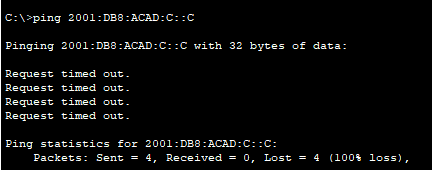 C:\>ping 2001:DB8:ACAD:C::C
Pinging 2001:DB8:ACAD:C::C with 32 bytes of data:
Request timed out.
Request timed out.
Request timed out.
Request timed out.
Ping statistics for 2001:DB8:ACAD:C::C:
Packets: Sent = 4, Received = 0, Lost = 4 (100% loss),